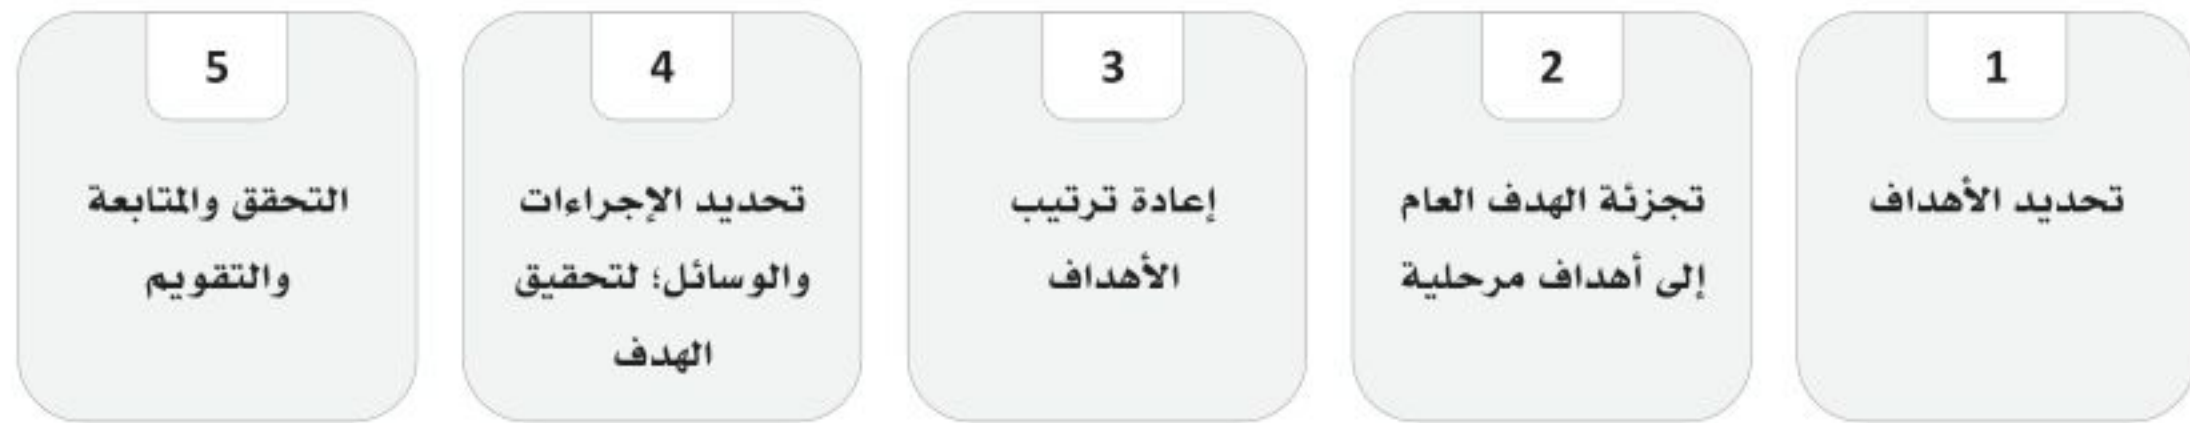 1
تحديد الأهداف
2
تجزئة الهدف العام
إلى أهداف مرحلية
3
إعادة ترتيب
الأهداف
4
تحديد الإجراءات
والوسائل؛ لتحقيق
الهدف
5
التحقق والمتابعة
والتقويم